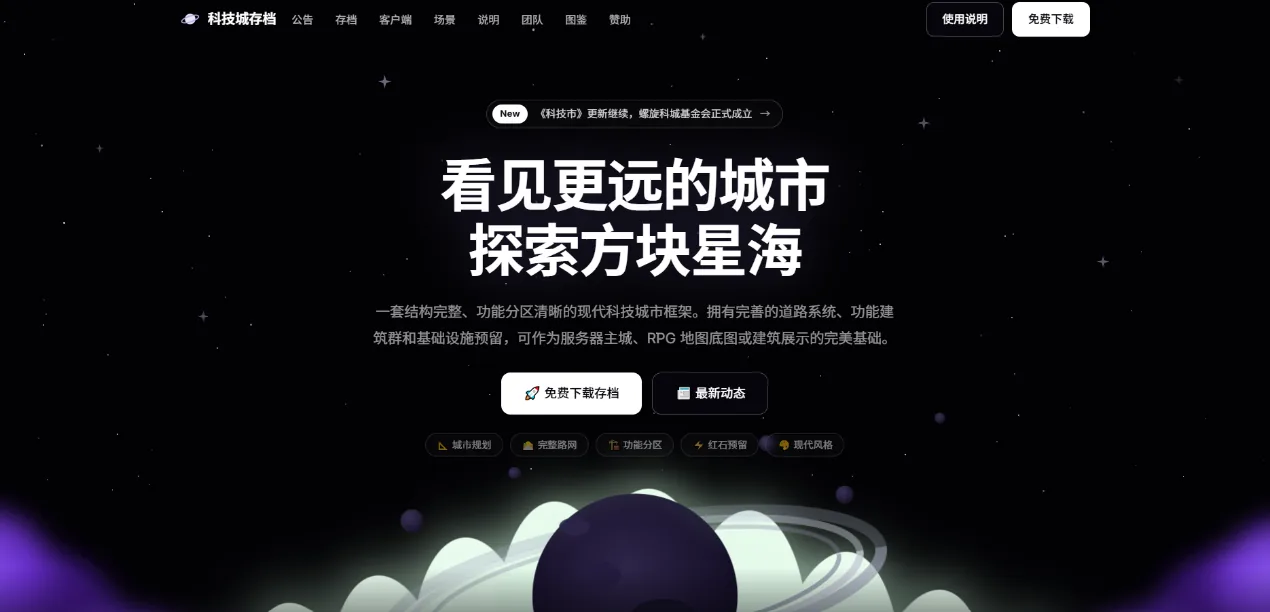 科技城存档 公告 存档 客户端 场景 说明 团队 图鉴 赞助 使用说明 免费下载
New 《科技市》更新继续，螺旋科城基金会正式成立 →
看见更远的城市
探索方块星海
一套结构完整、功能分区清晰的现代科技城市框架。拥有完善的道路系统、功能建
筑群和基础设施预留，可作为服务器主城、RPG 地图底图或建筑展示的完美基础。
免费下载存档 最新动态
城市规划 完整路网 功能分区 红石预留 现代风格